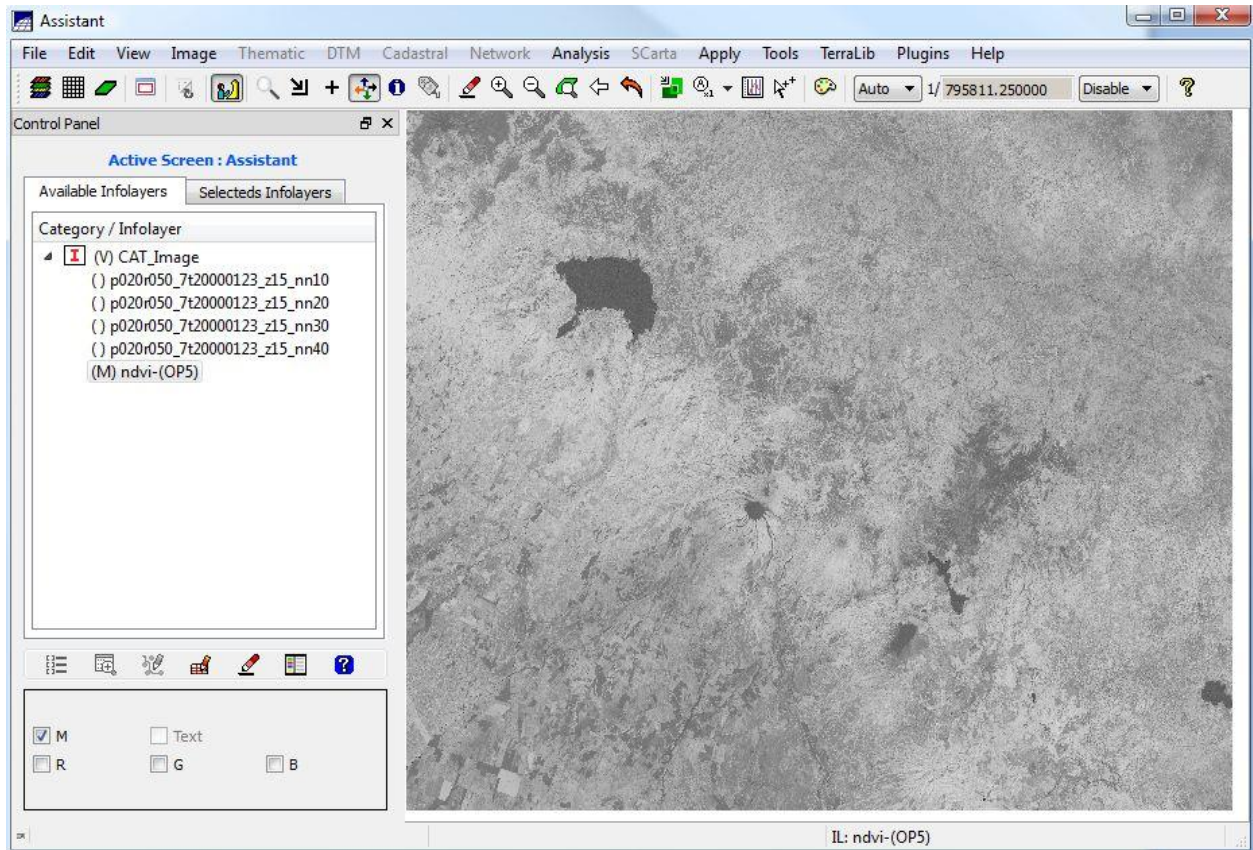 Assistant
File Edit View Image Thematic DTM Cadastral Network Analysis SCarta Apply Tools TerraLib Plugins Help
Auto 1/ 795811.250000 Disable
Control Panel
Active Screen : Assistant
Available Infolayers Selecteds Infolayers
Category / Infolayer
(V) CAT_Image
( ) p020r050_7t20000123_z15_nn10
( ) p020r050_7t20000123_z15_nn20
( ) p020r050_7t20000123_z15_nn30
( ) p020r050_7t20000123_z15_nn40
(M) ndvi-(OP5)
M Text
R G B
IL: ndvi-(OP5)